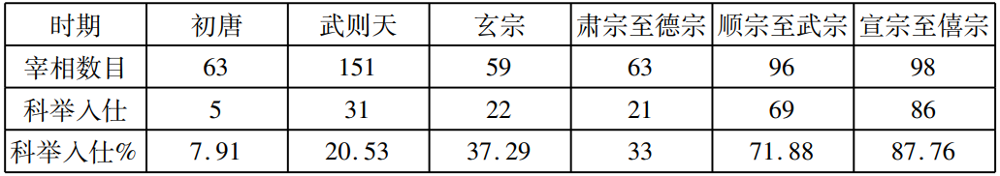 时期 初唐 武则天 玄宗 肃宗至德宗 顺宗至武宗 宣宗至僖宗
宰相数目 63 151 59 63 96 98
科举入仕 5 31 22 21 69 86
科举入仕% 7.91 20.53 37.29 33 71.88 87.76